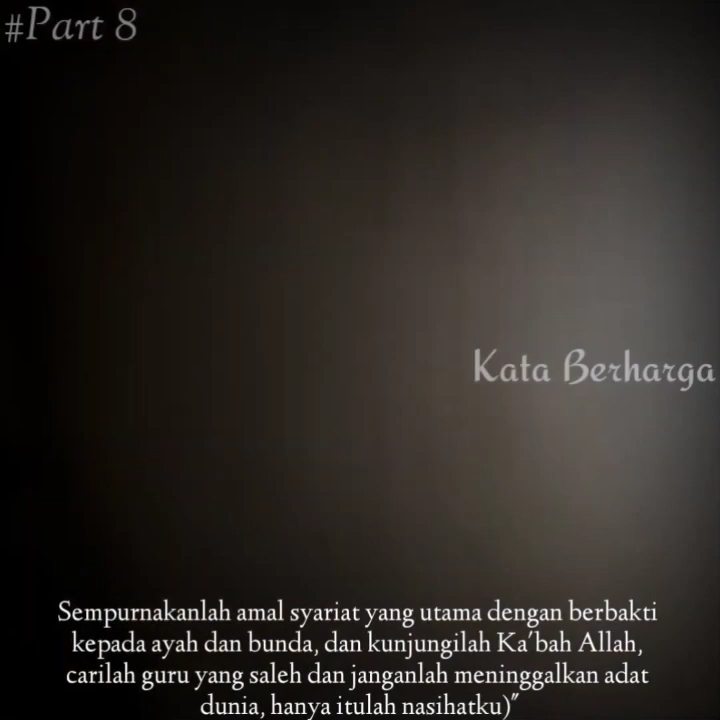 #Part 8
Kata Berharga
Sempurnakanlah amal syariat yang utama dengan berbakti
kepada ayah dan bunda, dan kunjungilah Ka'bah Allah,
carilah guru yang saleh dan janganlah meninggalkan adat
dunia, hanya itulah nasihatku)"